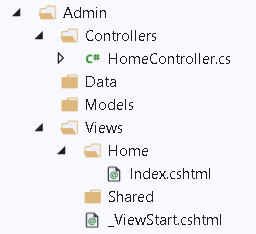 Admin
Controllers
C# HomeController.cs
Data
Models
Views
Home
Index.cshtml
Shared
_ViewStart.cshtml